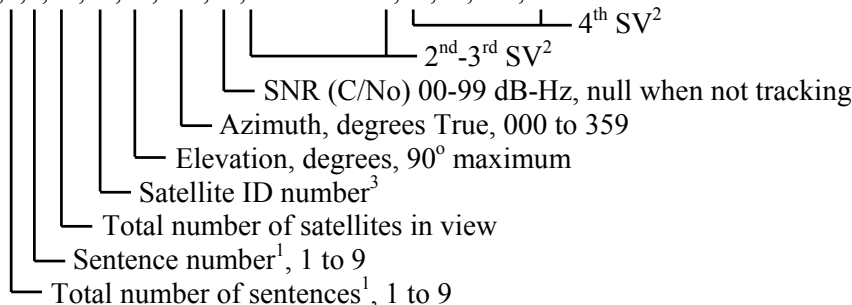 4th SV2
2nd-3rd SV2
SNR (C/No) 00-99 dB-Hz, null when not tracking
Azimuth, degrees True, 000 to 359
Elevation, degrees, 90o maximum
Satellite ID number3
Total number of satellites in view
Sentence number1, 1 to 9
Total number of sentences1, 1 to 9